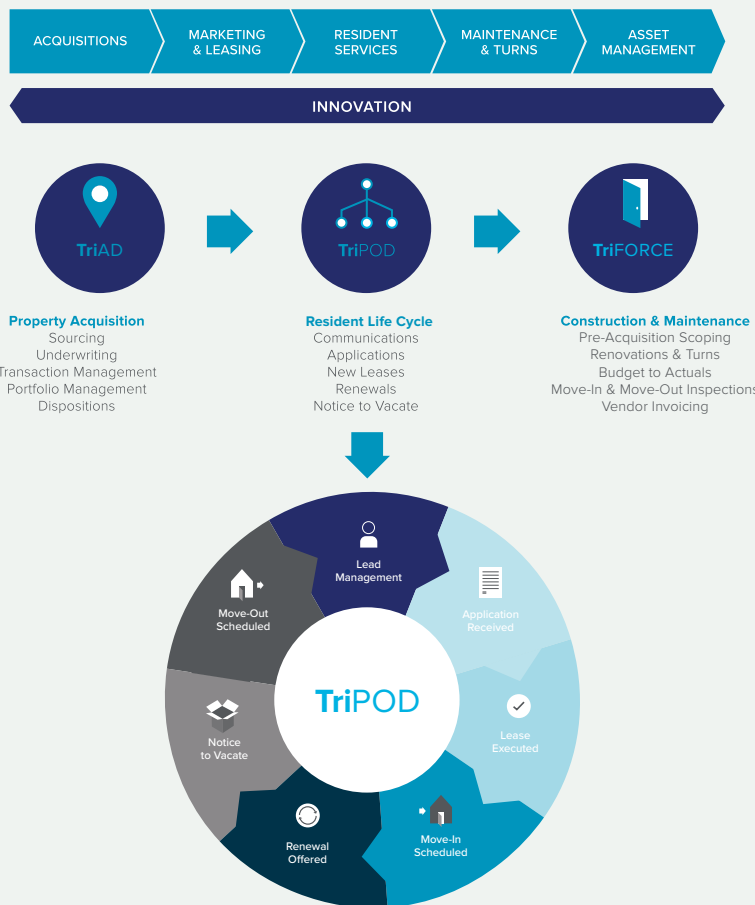 ACQUISITIONS
MARKETING
& LEASING
RESIDENT
SERVICES
MAINTENANCE
& TURNS
ASSET
MANAGEMENT
INNOVATION
TriAD
TriPOD
TriFORCE
Property Acquisition
Sourcing
Underwriting
Transaction Management
Portfolio Management
Dispositions
Resident Life Cycle
Communications
Applications
New Leases
Renewals
Notice to Vacate
Construction & Maintenance
Pre-Acquisition Scoping
Renovations & Turns
Budget to Actuals
Move-In & Move-Out Inspections
Vendor Invoicing
Lead
Management
Application
Received
Lease
Executed
Move-In
Scheduled
Renewal
Offered
Notice
to Vacate
Move-Out
Scheduled
TriPOD